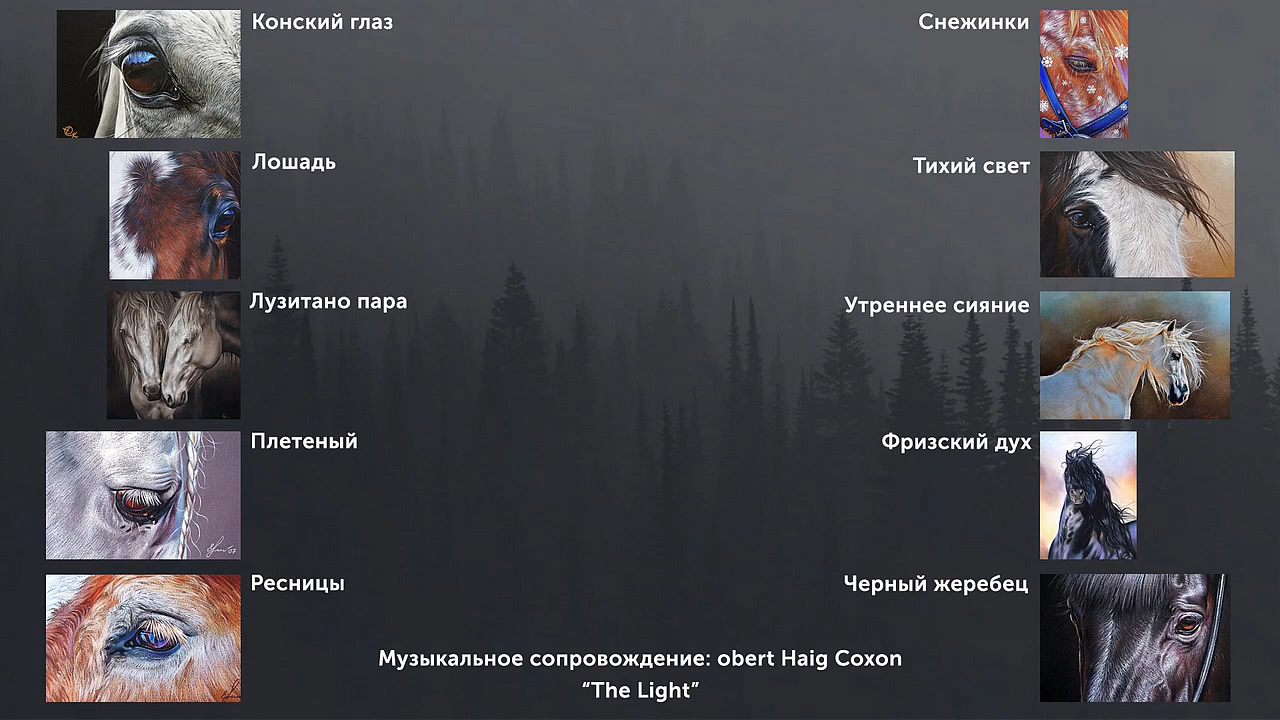 Конский глаз
Снежинки
Лошадь
Тихий свет
Лузитано пара
Утреннее сияние
Плетеный
Фризский дух
Ресницы
Черный жеребец
Музыкальное сопровождение: obert Haig Coxon
“The Light”